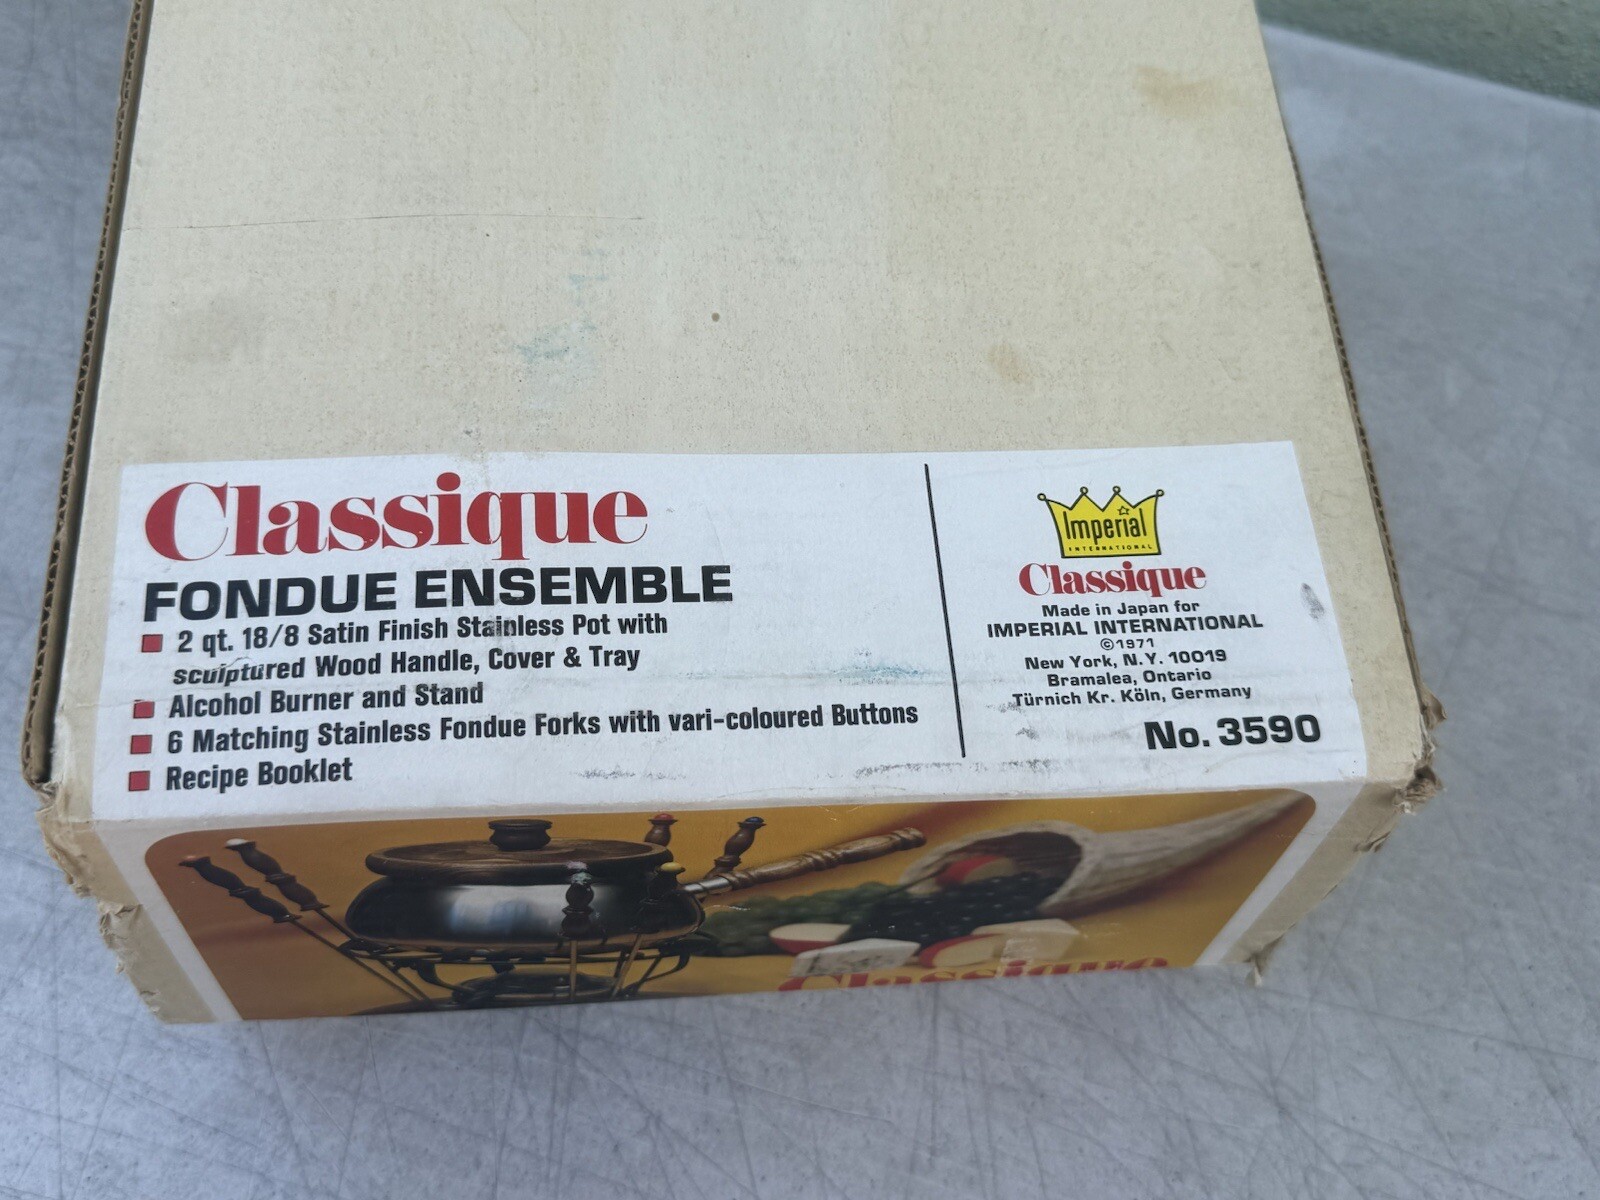 Classique
FONDUE ENSEMBLE
2 qt. 18/8 Satin Finish Stainless Pot with
sculptured Wood Handle, Cover & Tray
Alcohol Burner and Stand
6 Matching Stainless Fondue Forks with vari-coloured Buttons
Recipe Booklet
Imperial
INTERNATIONAL
Classique
Made in Japan for
IMPERIAL INTERNATIONAL
©1971
New York, N.Y. 10019
Bramalea, Ontario
Türnich Kr. Köln, Germany
No. 3590
Classique